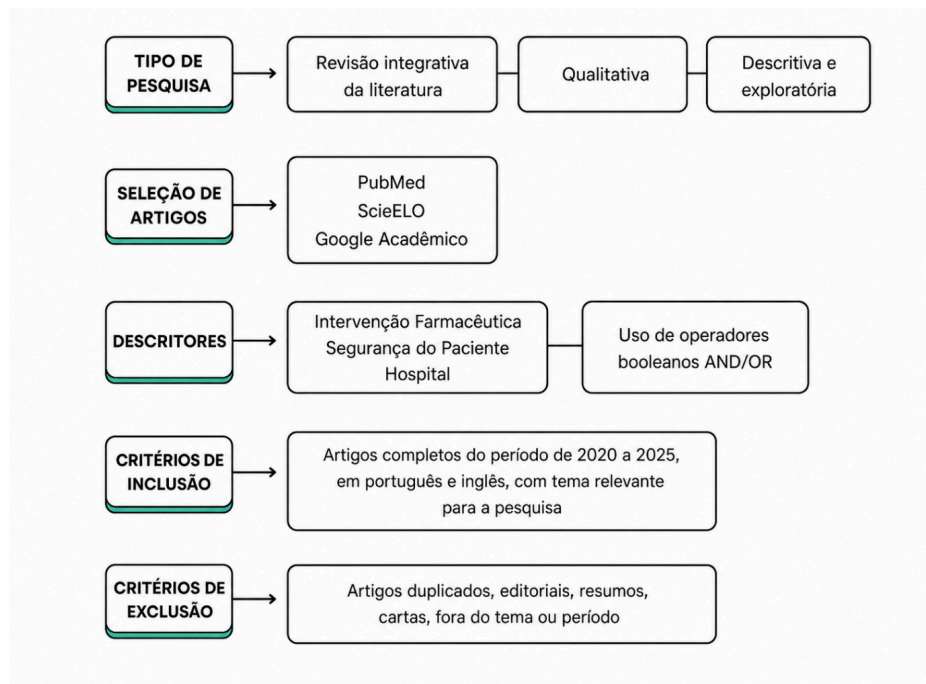 TIPO DE
PESQUISA
Revisão integrativa
da literatura
Qualitativa
Descritiva e
exploratória
SELEÇÃO DE
ARTIGOS
PubMed
ScieELO
Google Acadêmico
DESCRITORES
Intervenção Farmacêutica
Segurança do Paciente
Hospital
Uso de operadores
booleanos AND/OR
CRITÉRIOS DE
INCLUSÃO
Artigos completos do período de 2020 a 2025,
em português e inglês, com tema relevante
para a pesquisa
CRITÉRIOS DE
EXCLUSÃO
Artigos duplicados, editoriais, resumos,
cartas, fora do tema ou período